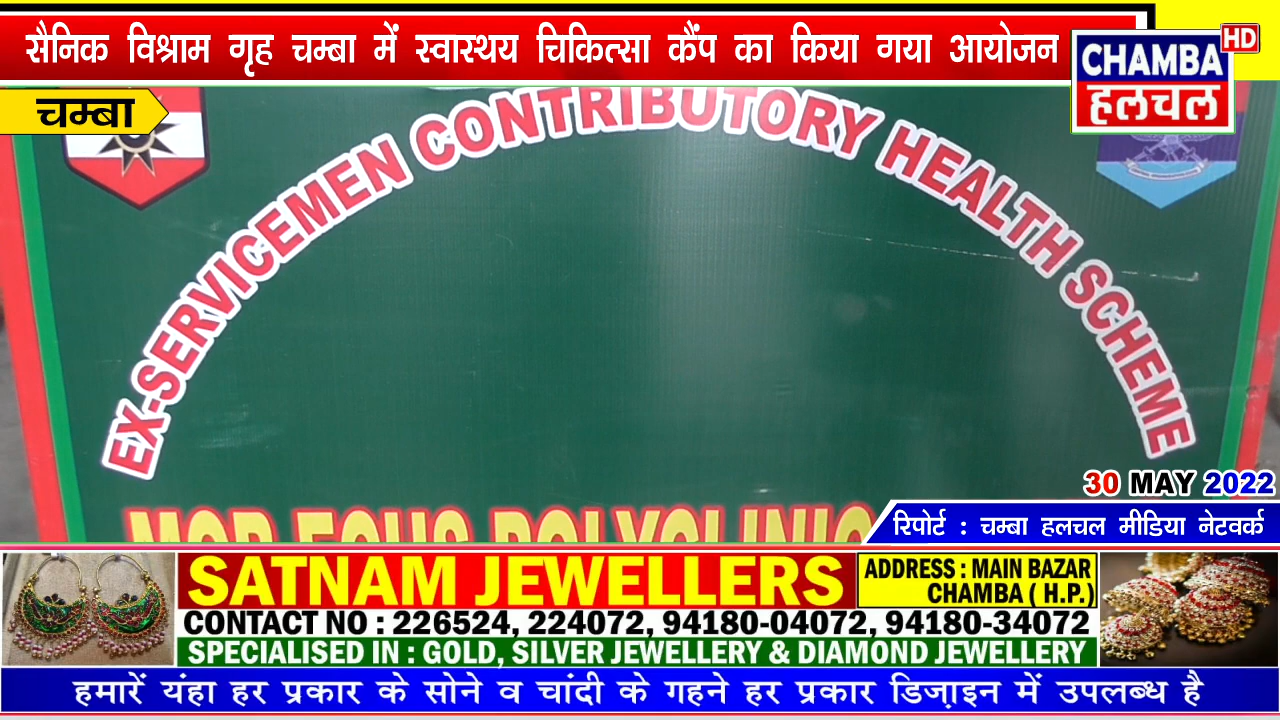 सैनिक विश्राम गृह चम्बा में स्वास्थय चिकित्सा कैंप का किया गया आयोजन
HD
CHAMBA
हलचल
चम्बा
EX-SERVICEMEN CONTRIBUTORY HEALTH SCHEME
POLYCLINIC
30 MAY 2022
रिपोर्ट : चम्बा हलचल मीडिया नेटवर्क
SATNAM JEWELLERS
ADDRESS : MAIN BAZAR
CHAMBA ( H.P.)
CONTACT NO : 226524, 224072, 94180-04072, 94180-34072
SPECIALISED IN : GOLD, SILVER JEWELLERY & DIAMOND JEWELLERY
हमारें यंहा हर प्रकार के सोने व चांदी के गहने हर प्रकार डिज़ाइन में उपलब्ध है